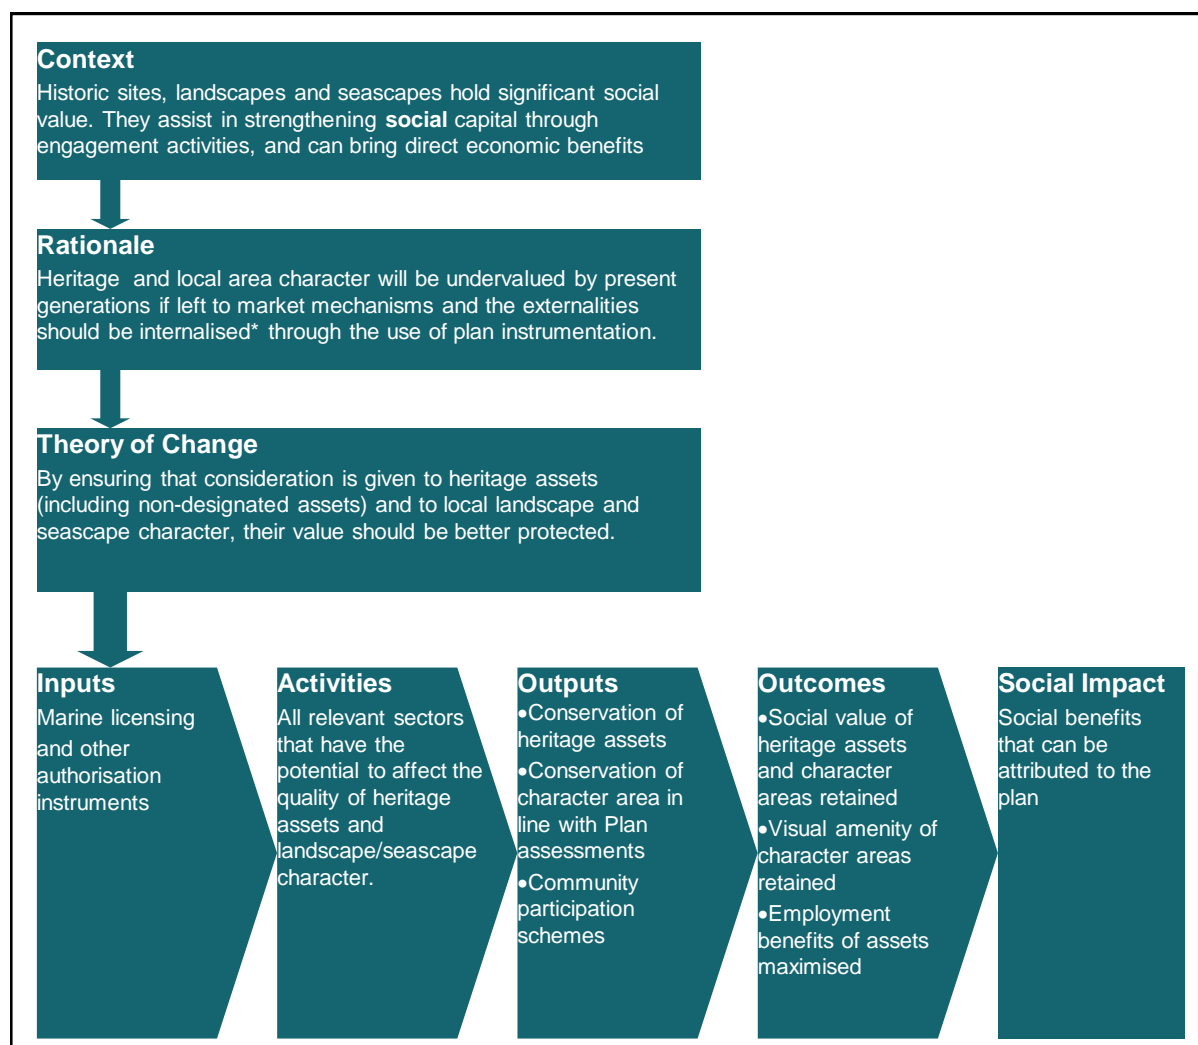 Context
Historic sites, landscapes and seascapes hold significant social
value. They assist in strengthening social capital through
engagement activities, and can bring direct economic benefits
Rationale
Heritage and local area character will be undervalued by present
generations if left to market mechanisms and the externalities
should be internalised* through the use of plan instrumentation.
Theory of Change
By ensuring that consideration is given to heritage assets
(including non-designated assets) and to local landscape and
seascape character, their value should be better protected.
Inputs
Marine licensing
and other
authorisation
instruments
Activities
All relevant sectors
that have the
potential to affect the
quality of heritage
assets and
landscape/seascape
character.
Outputs
•Conservation of
heritage assets
•Conservation of
character area in
line with Plan
assessments
•Community
participation
schemes
Outcomes
•Social value of
heritage assets
and character
areas retained
•Visual amenity of
character areas
retained
•Employment
benefits of assets
maximised
Social Impact
Social benefits
that can be
attributed to the
plan